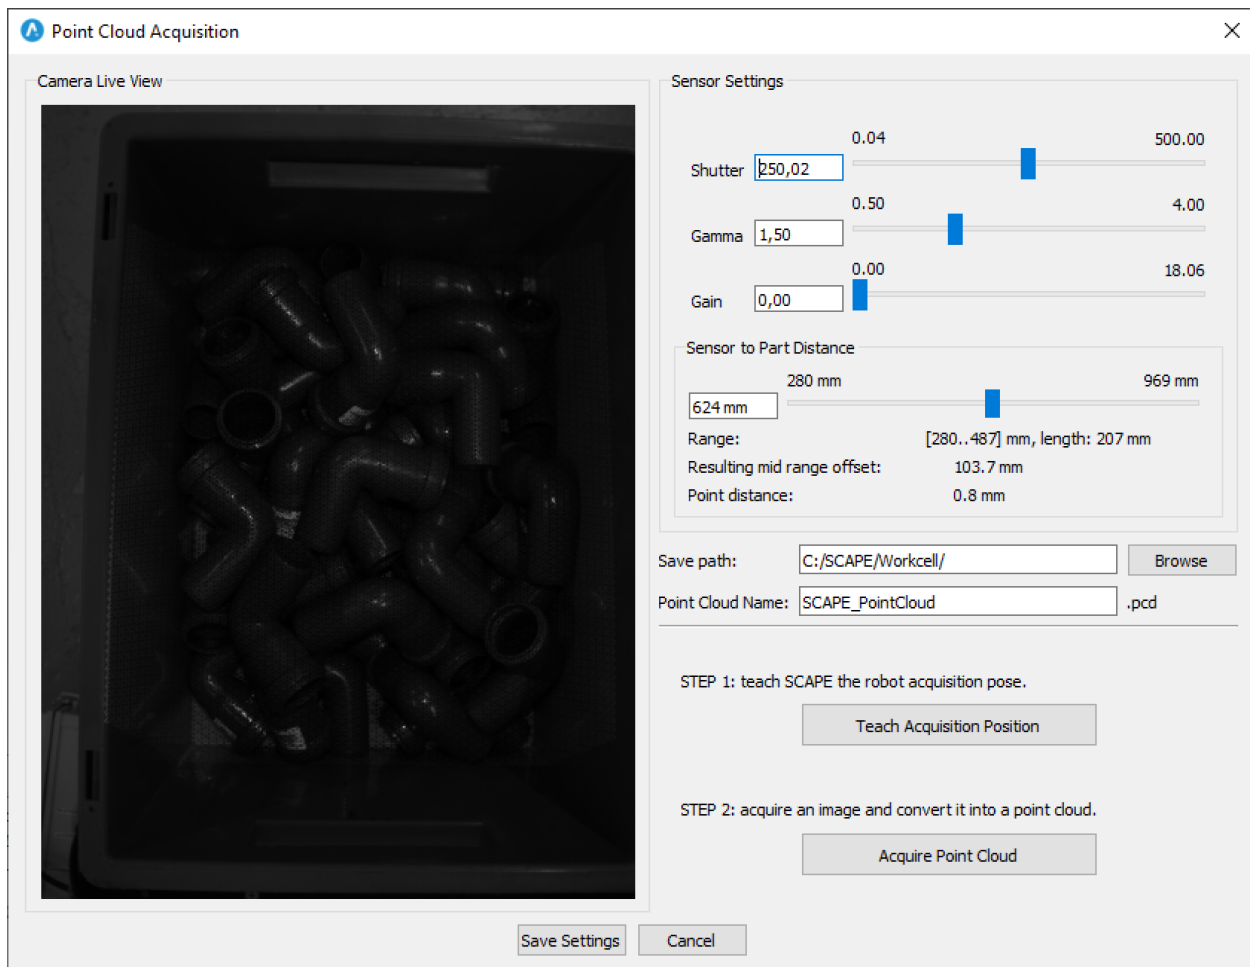 Point Cloud Acquisition
Camera Live View
Sensor Settings
0.04 500.00
Shutter 250,02
0.50 4.00
Gamma 1,50
0.00 18.06
Gain 0,00
Sensor to Part Distance
280 mm 969 mm
624 mm
Range: [280..487] mm, length: 207 mm
Resulting mid range offset: 103.7 mm
Point distance: 0.8 mm
Save path: C:/SCAPE/Workcell/ Browse
Point Cloud Name: SCAPE_PointCloud .pcd
STEP 1: teach SCAPE the robot acquisition pose.
Teach Acquisition Position
STEP 2: acquire an image and convert it into a point cloud.
Acquire Point Cloud
Save Settings Cancel